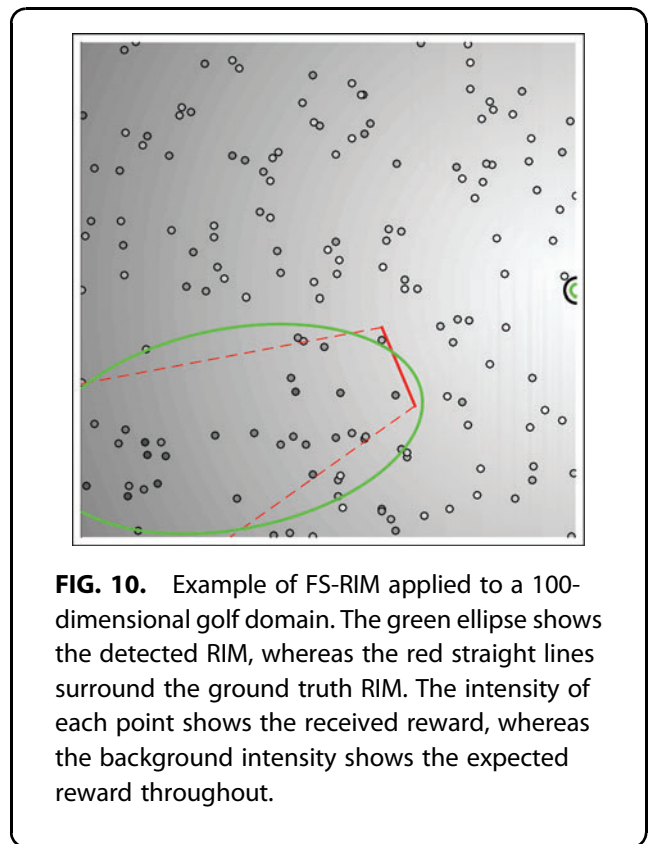 FIG. 10. Example of FS-RIM applied to a 100-
dimensional golf domain. The green ellipse shows
the detected RIM, whereas the red straight lines
surround the ground truth RIM. The intensity of
each point shows the received reward, whereas
the background intensity shows the expected
reward throughout.